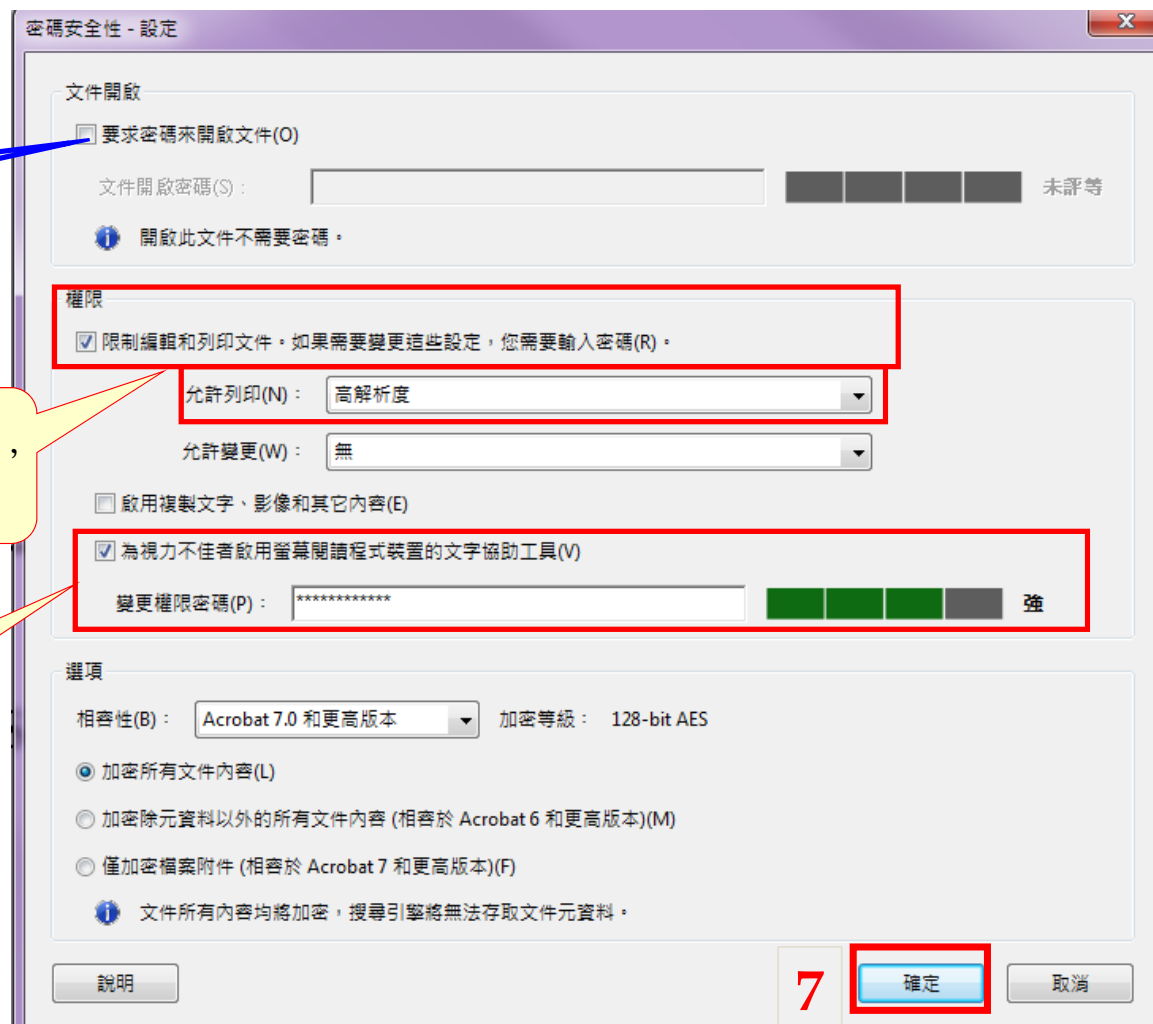 密碼安全性 - 設定
文件開啟
要求密碼來開啟文件(O)
文件開啟密碼(S)： 未評等
開啟此文件不需要密碼。
權限
限制編輯和列印文件。如果需要變更這些設定，您需要輸入密碼(R)。
允許列印(N)： 高解析度
，
允許變更(W)： 無
啟用複製文字、影像和其它內容(E)
為視力不佳者啟用螢幕閱讀程式裝置的文字協助工具(V)
變更權限密碼(P)： ************ 強
選項
相容性(B)： Acrobat 7.0 和更高版本 加密等級： 128-bit AES
加密所有文件內容(L)
加密除元資料以外的所有文件內容 (相容於 Acrobat 6 和更高版本)(M)
僅加密檔案附件 (相容於 Acrobat 7 和更高版本)(F)
文件所有內容均將加密，搜尋引擎將無法存取文件元資料。
說明 7 確定 取消